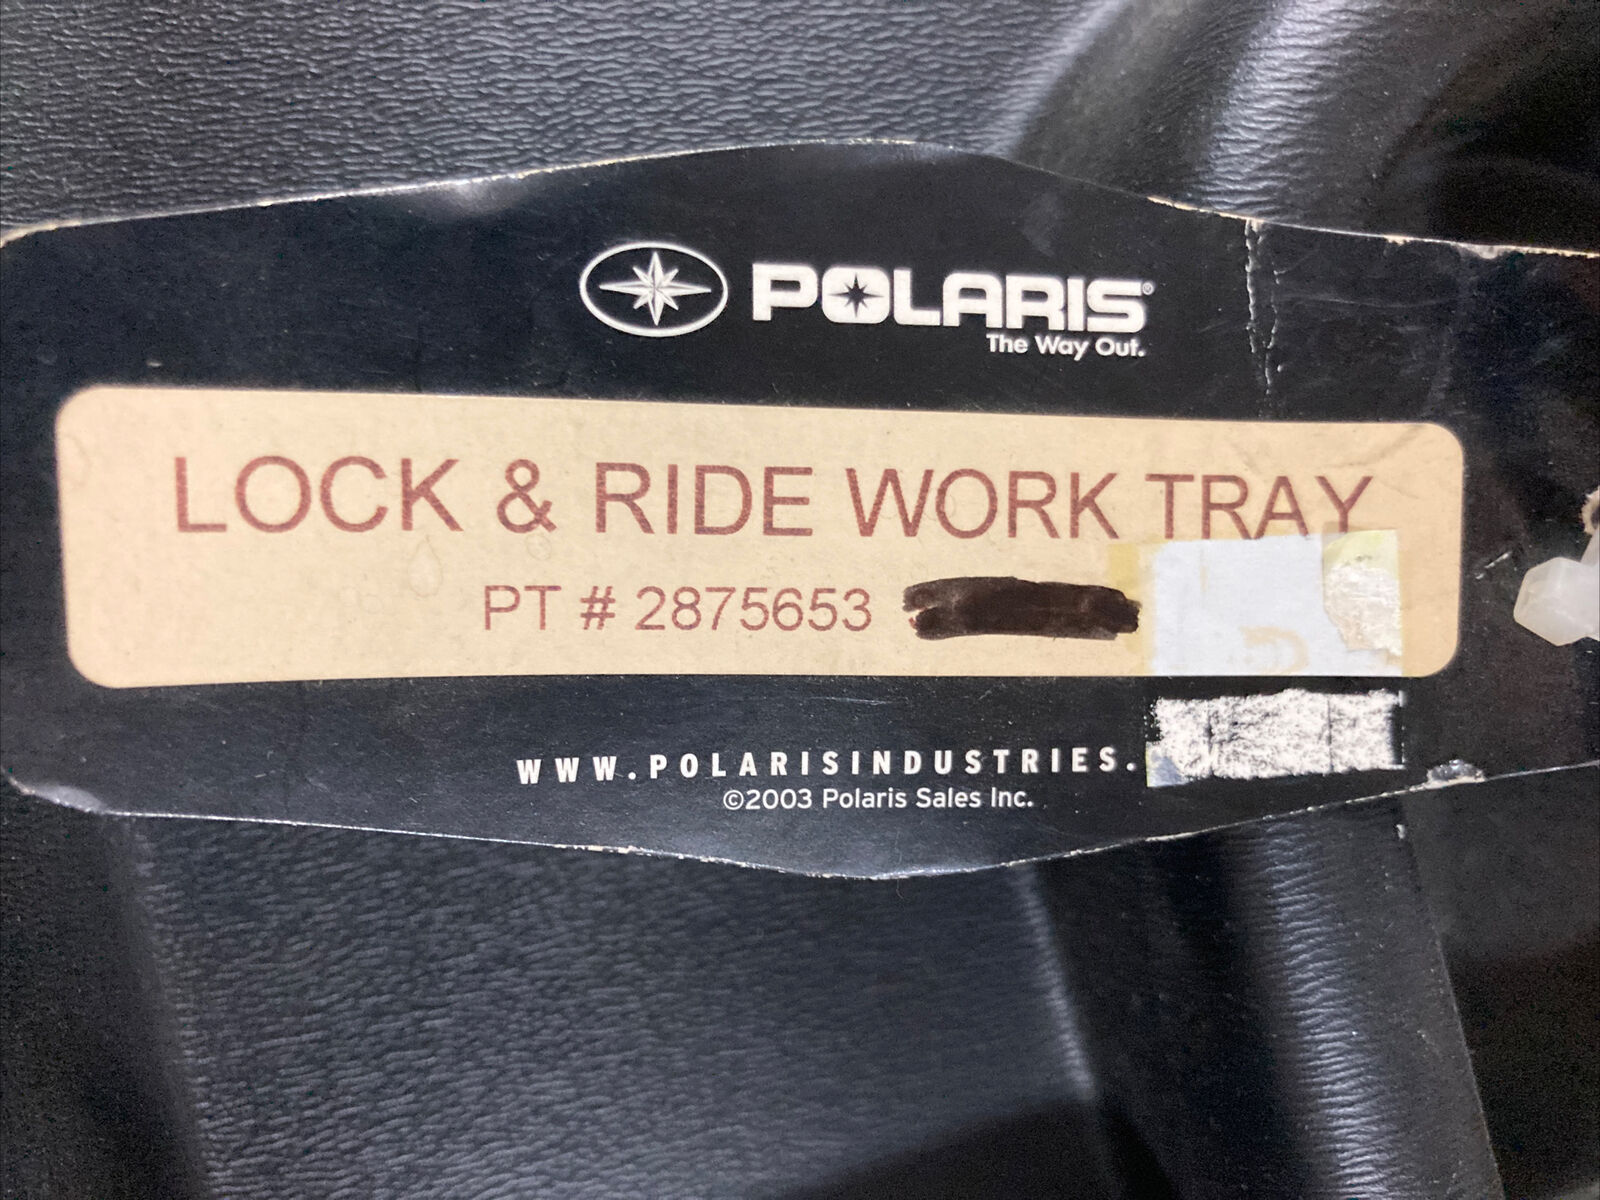 POLARIS®
The Way Out.
LOCK & RIDE WORK TRAY
PT # 2875653
WWW.POLARISINDUSTRIES.
©2003 Polaris Sales Inc.